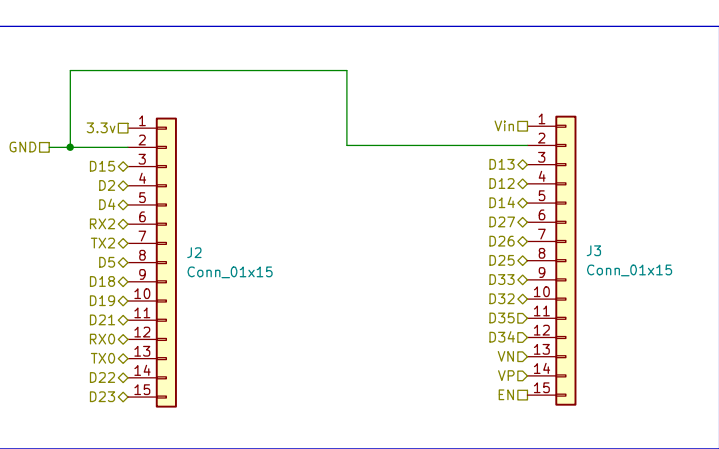 3.3v 1
GND 2
D15 3
D2 4
D4 5
RX2 6
TX2 7
D5 8
D18 9
D19 10
D21 11
RX0 12
TX0 13
D22 14
D23 15
J2
Conn_01x15
Vin 1
2
D13 3
D12 4
D14 5
D27 6
D26 7
D25 8
D33 9
D32 10
D35 11
D34 12
VN 13
VP 14
EN 15
J3
Conn_01x15